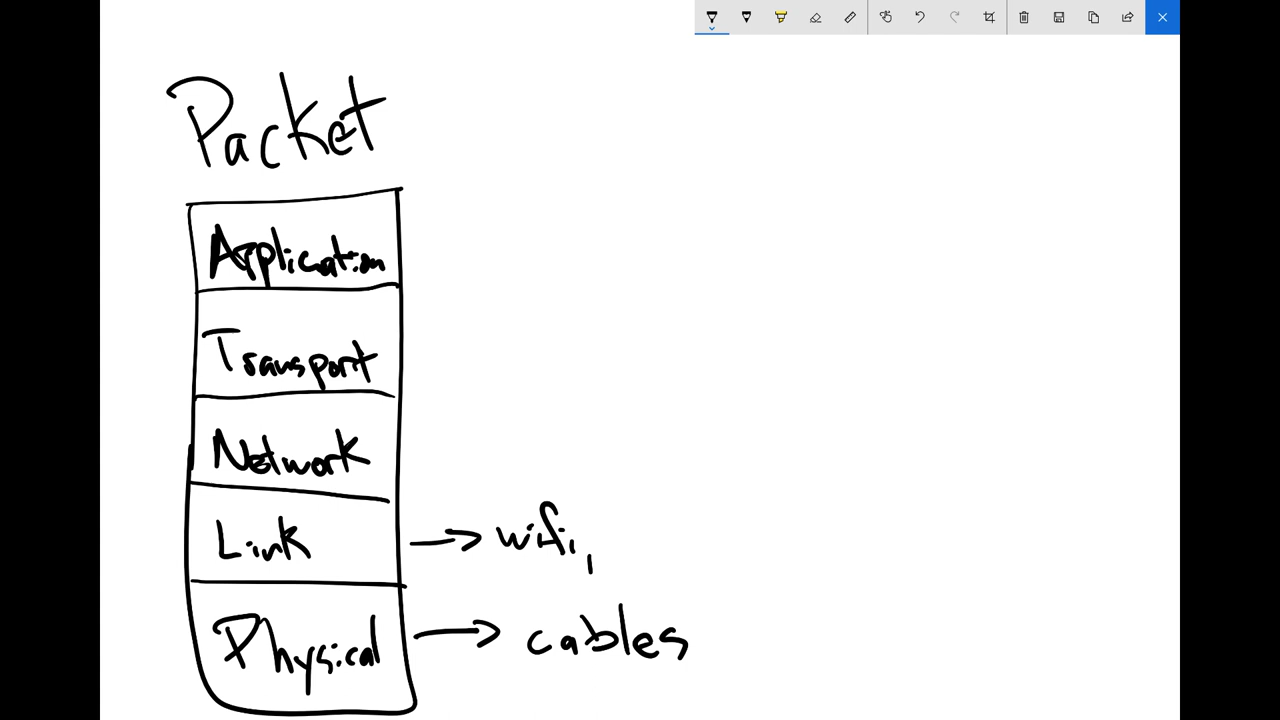 Packet
Application
Transport
Network
Link → wifi,
Physical → cables